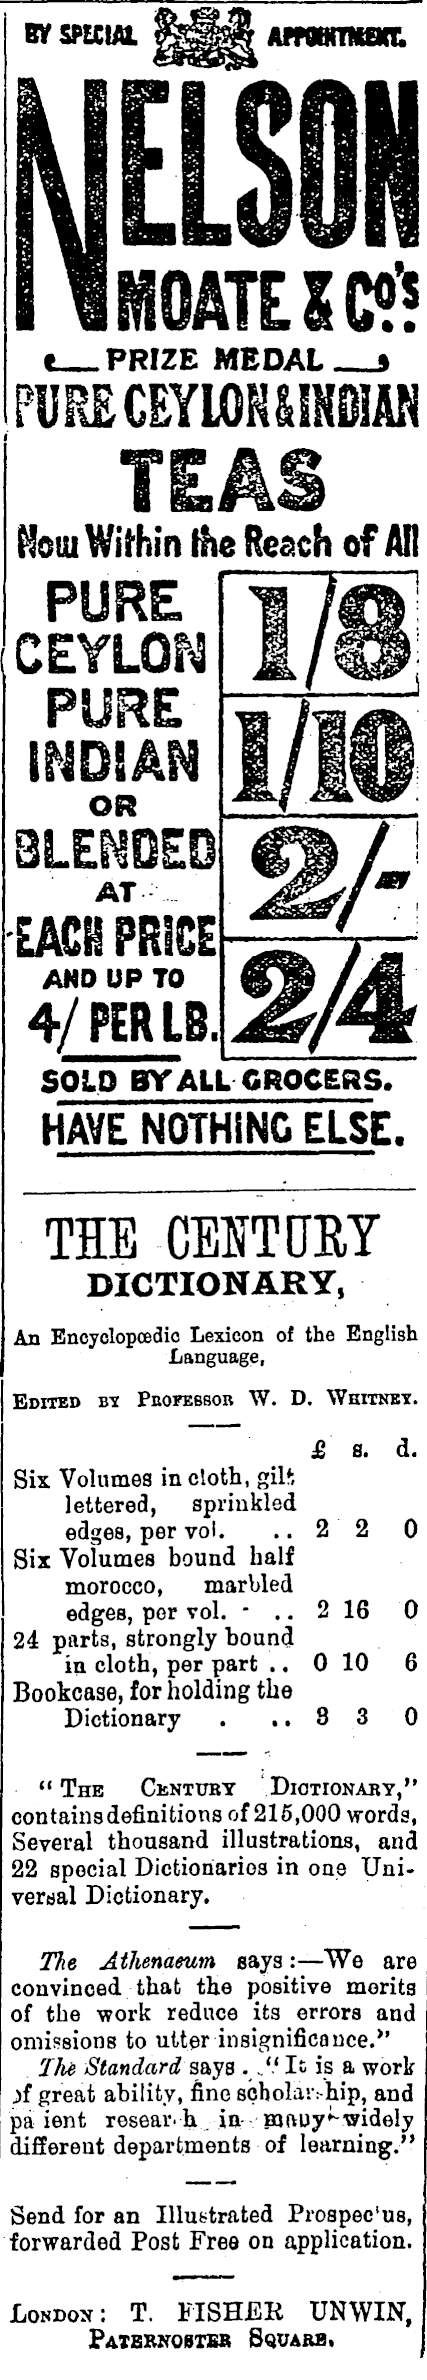 BY SPECIAL APPOINTMENT.
NELSON
MOATE & Co's.
PRIZE MEDAL
PURE CEYLON & INDIAN
TEAS
Now Within the Reach of All
PURE
CEYLON
PURE
INDIAN
OR
BLENDED
AT
EACH PRICE
AND UP TO
4/ PER LB.
1/8
1/10
2/-
2/4
SOLD BY ALL GROCERS.
HAVE NOTHING ELSE.
THE CENTURY
DICTIONARY,
An Encyclopœdic Lexicon of the English
Language,
EDITED BY PROFESSOR W. D. WHITNEY.
£ s. d.
Six Volumes in cloth, gilt
lettered, sprinkled
edges, per vol. .. 2 2 0
Six Volumes bound half
morocco, marbled
edges, per vol. - .. 2 16 0
24 parts, strongly bound
in cloth, per part .. 0 10 6
Bookcase, for holding the
Dictionary . .. 3 3 0
"THE CENTURY DICTIONARY,"
contains definitions of 215,000 words,
Several thousand illustrations, and
22 special Dictionaries in one Uni-
versal Dictionary.
The Athenaeum says:—We are
convinced that the positive merits
of the work reduce its errors and
omissions to utter insignificance."
The Standard says. "It is a work
of great ability, fine scholarship, and
pa ient resear h in many widely
different departments of learning."
Send for an Illustrated Prospec'us,
forwarded Post Free on application.
LONDON: T. FISHER UNWIN,
PATERNOSTER SQUARE.